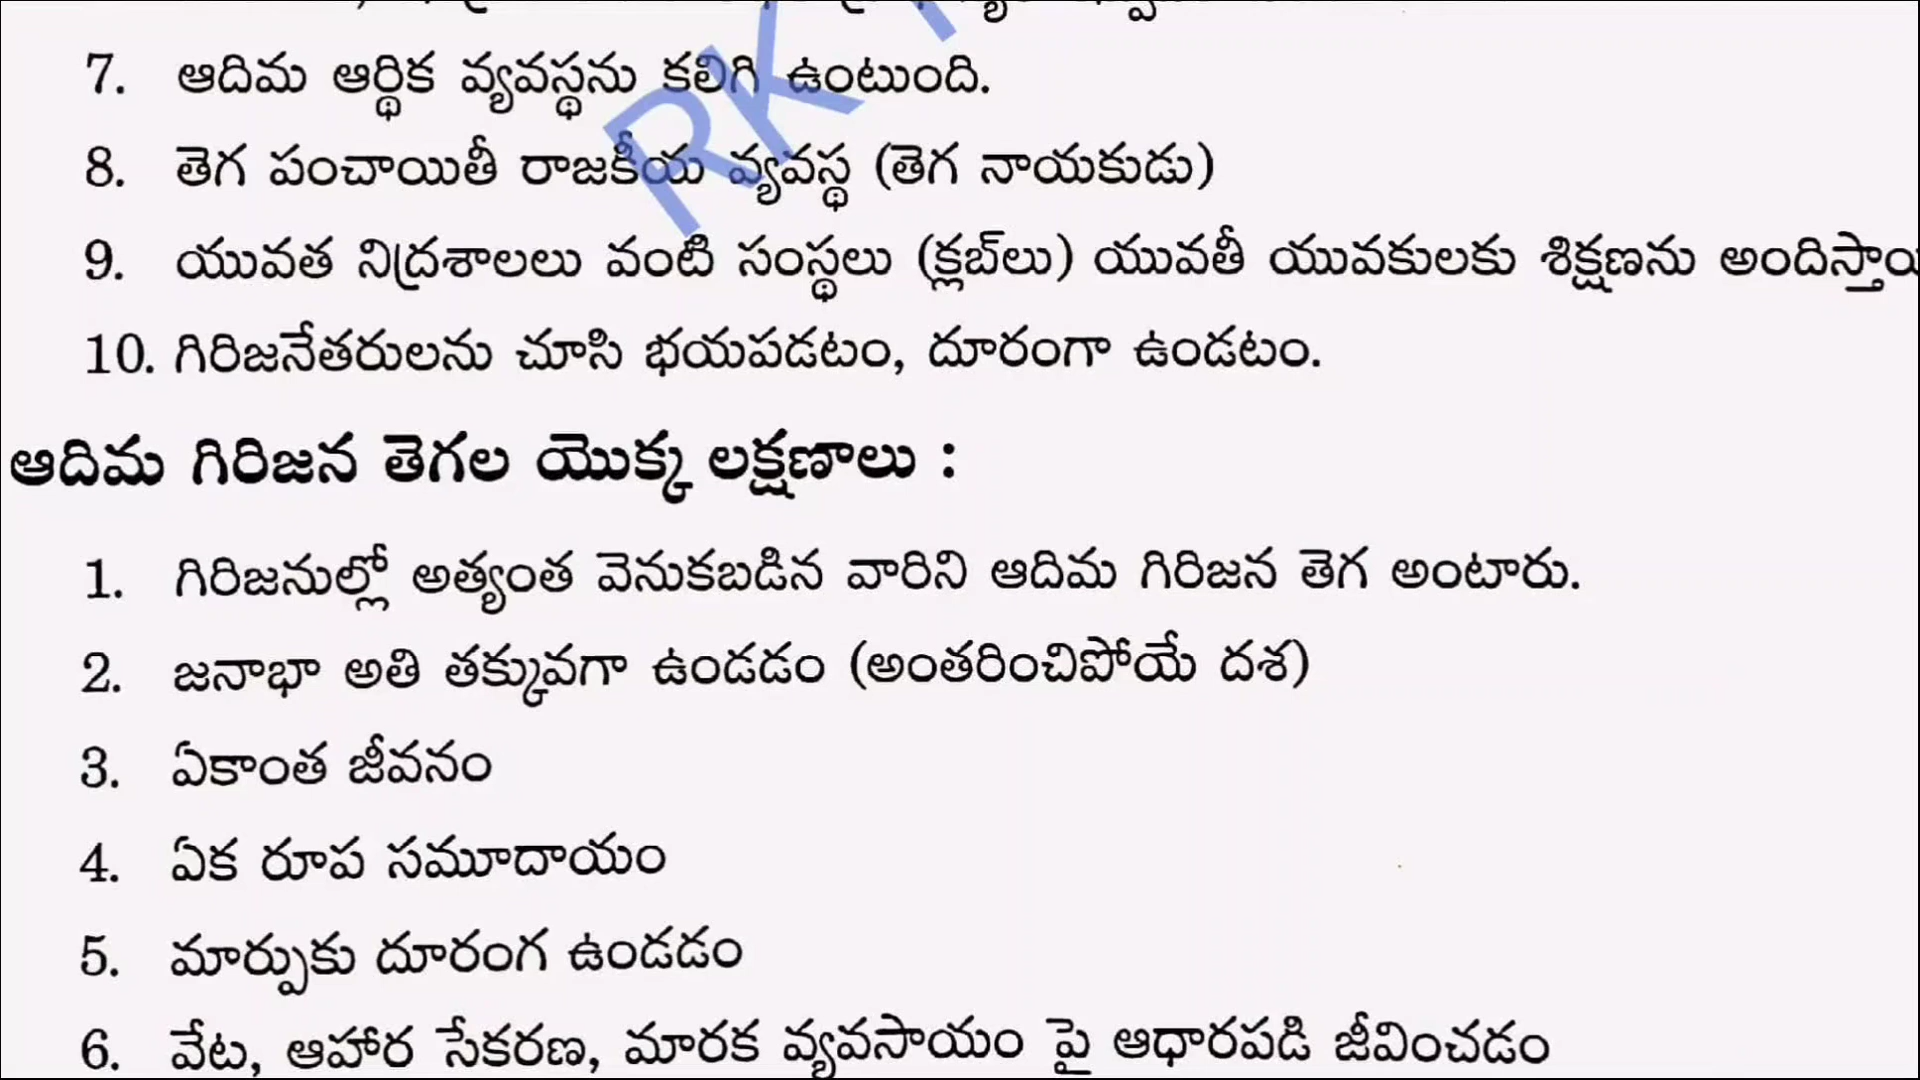 7. ఆదిమ ఆర్థిక వ్యవస్థను కలిగి ఉంటుంది.
8. తెగ పంచాయితీ రాజకీయ వ్యవస్థ (తెగ నాయకుడు)
9. యువత నిద్రశాలలు వంటి సంస్థలు (క్లబ్‌లు) యువతీ యువకులకు శిక్షణను
10. గిరిజనేతరులను చూసి భయపడటం, దూరంగా ఉండటం.
ఆదిమ గిరిజన తెగల యొక్క లక్షణాలు :
1. గిరిజనుల్లో అత్యంత వెనుకబడిన వారిని ఆదిమ గిరిజన తెగ అంటారు.
2. జనాభా అతి తక్కువగా ఉండడం (అంతరించిపోయే దశ)
3. ఏకాంత జీవనం
4. ఏక రూప సమూదాయం
5. మార్పుకు దూరంగ ఉండడం
6. వేట, ఆహార సేకరణ, మారక వ్యవసాయం పై ఆధారపడి జీవించడం
RK